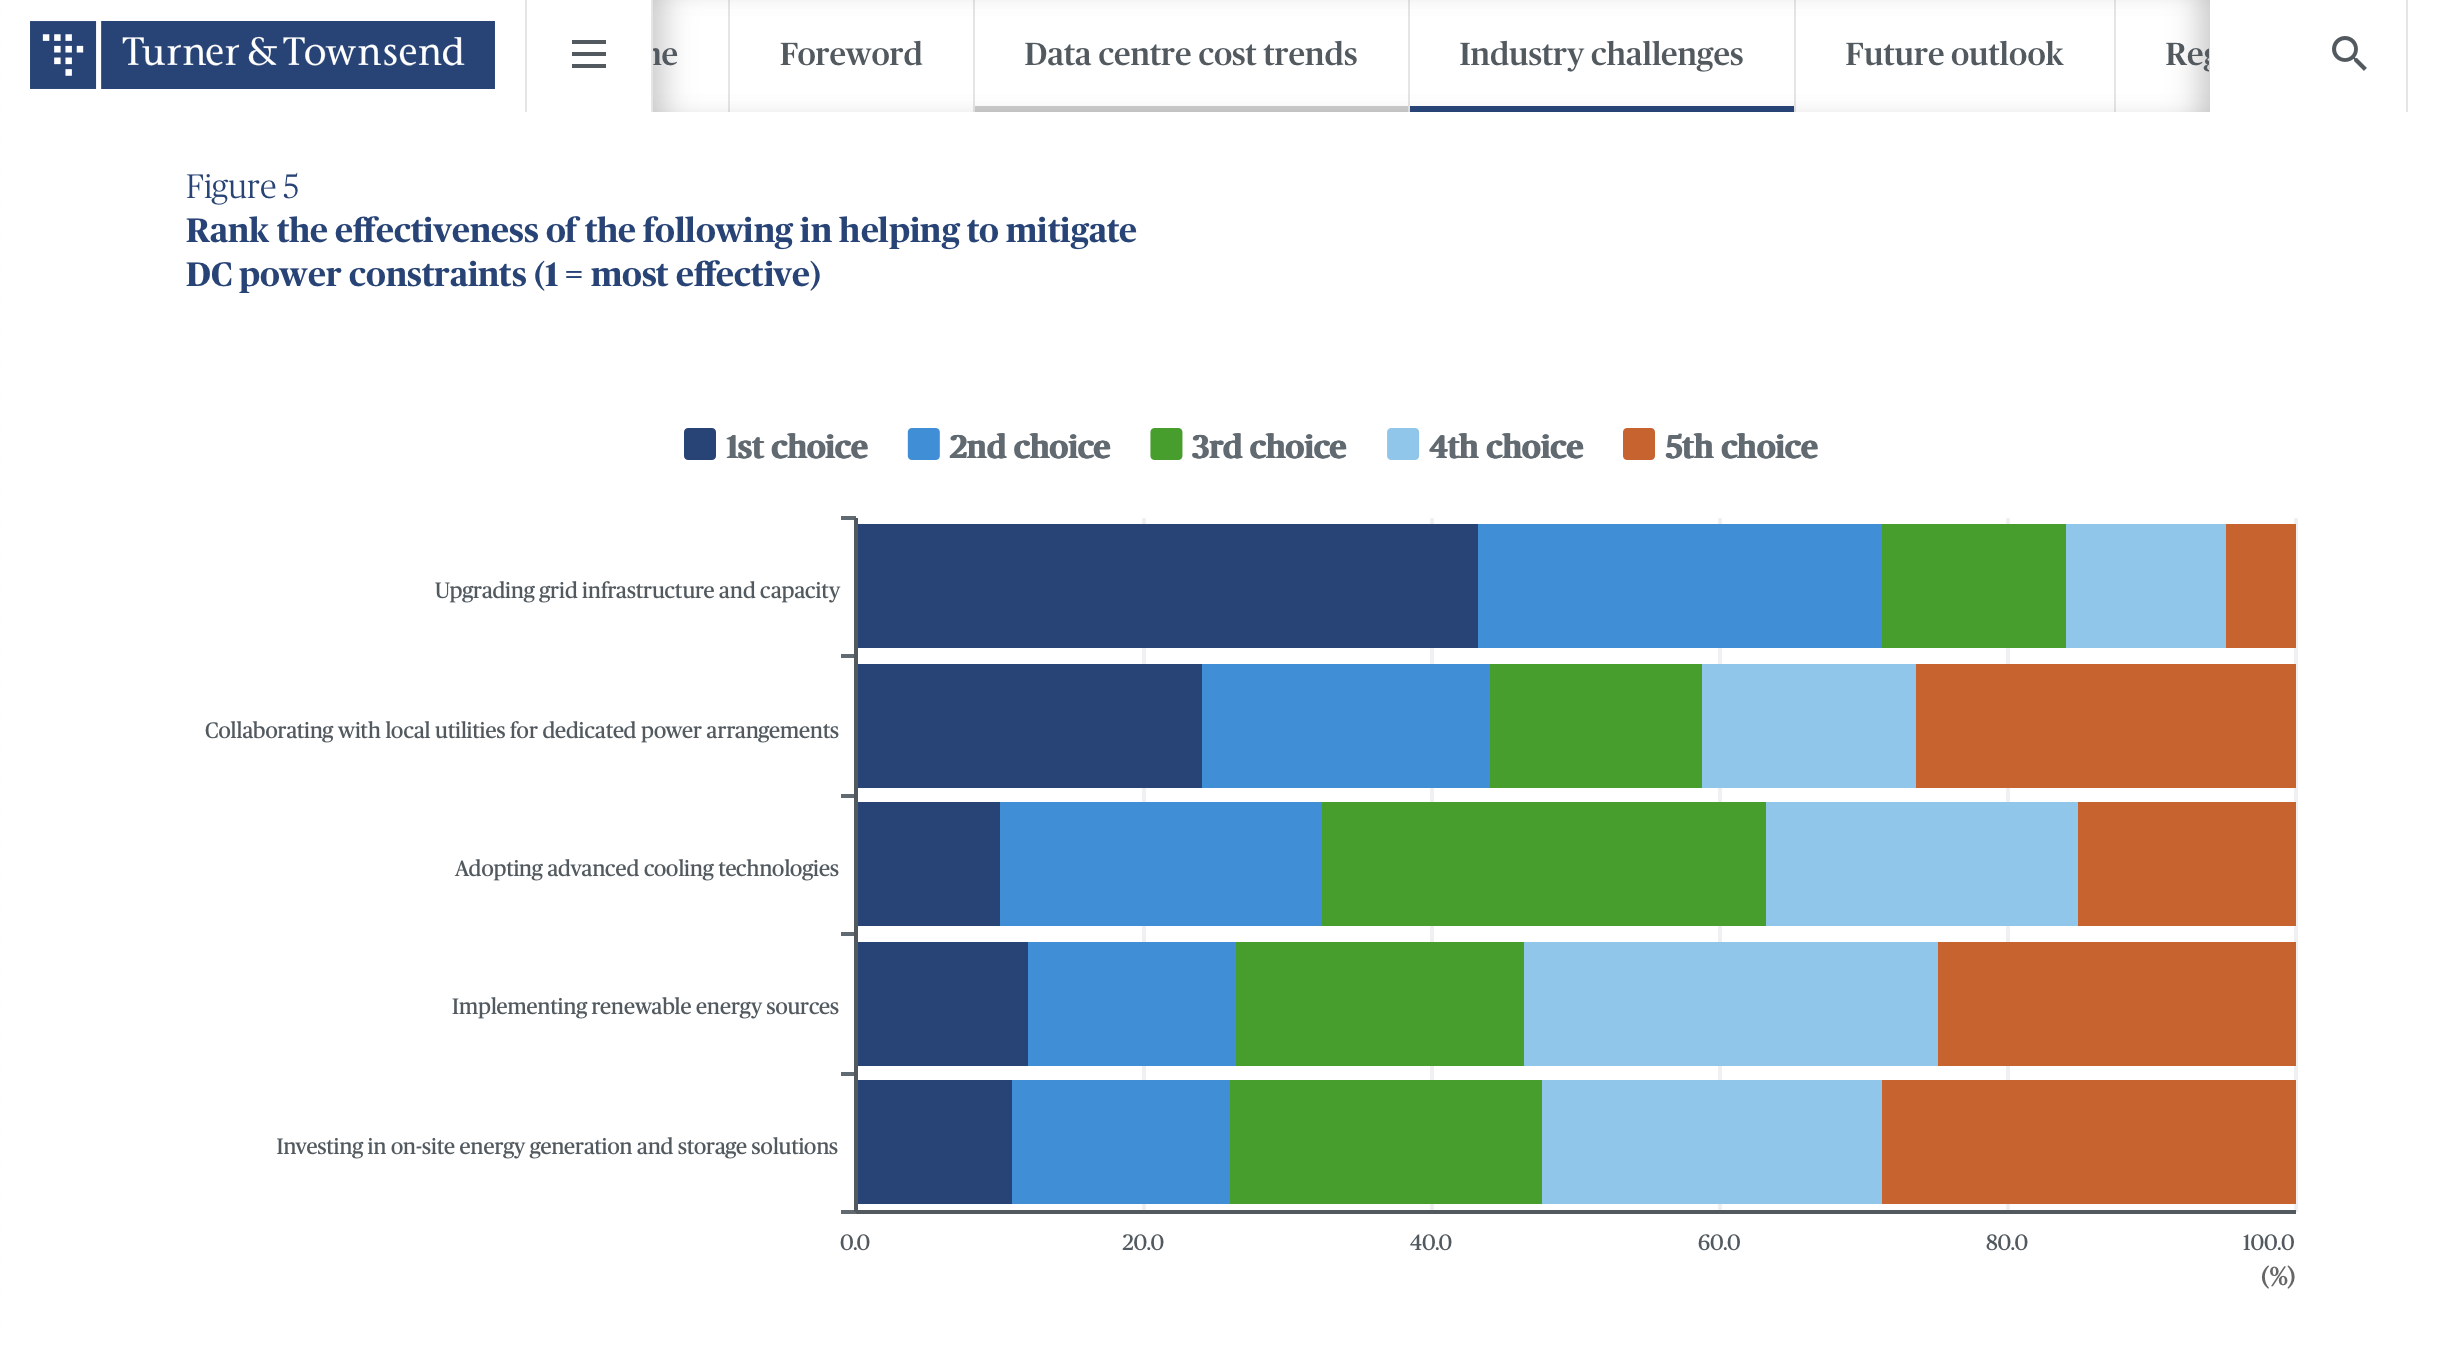 Turner & Townsend
Foreword
Data centre cost trends
Industry challenges
Future outlook
Figure 5
Rank the effectiveness of the following in helping to mitigate
DC power constraints (1 = most effective)
1st choice
2nd choice
3rd choice
4th choice
5th choice
Upgrading grid infrastructure and capacity
Collaborating with local utilities for dedicated power arrangements
Adopting advanced cooling technologies
Implementing renewable energy sources
Investing in on-site energy generation and storage solutions
0.0
20.0
40.0
60.0
80.0
100.0
(%)